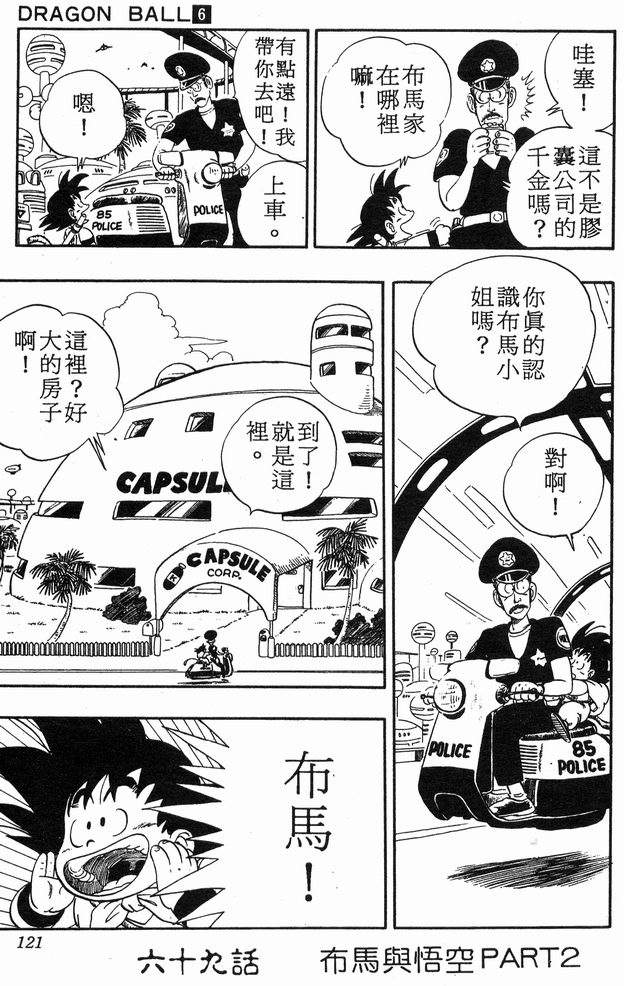 DRAGON BALL 6
哇塞！
這不是膠
囊公司的
千金嗎？
布馬家
在哪裡
嘛！
有點遠！我
帶你去吧！
上車。
嗯！
POLICE
85
POLICE
你眞的認
識布馬小
姐嗎？
對啊！
POLICE
85
POLICE
到了！
就是這
裡。
這裡？好
大的房子
啊！
CAPSUL
CAPSULE
CORP.
布馬！
121
六十九話 布馬與悟空PART2